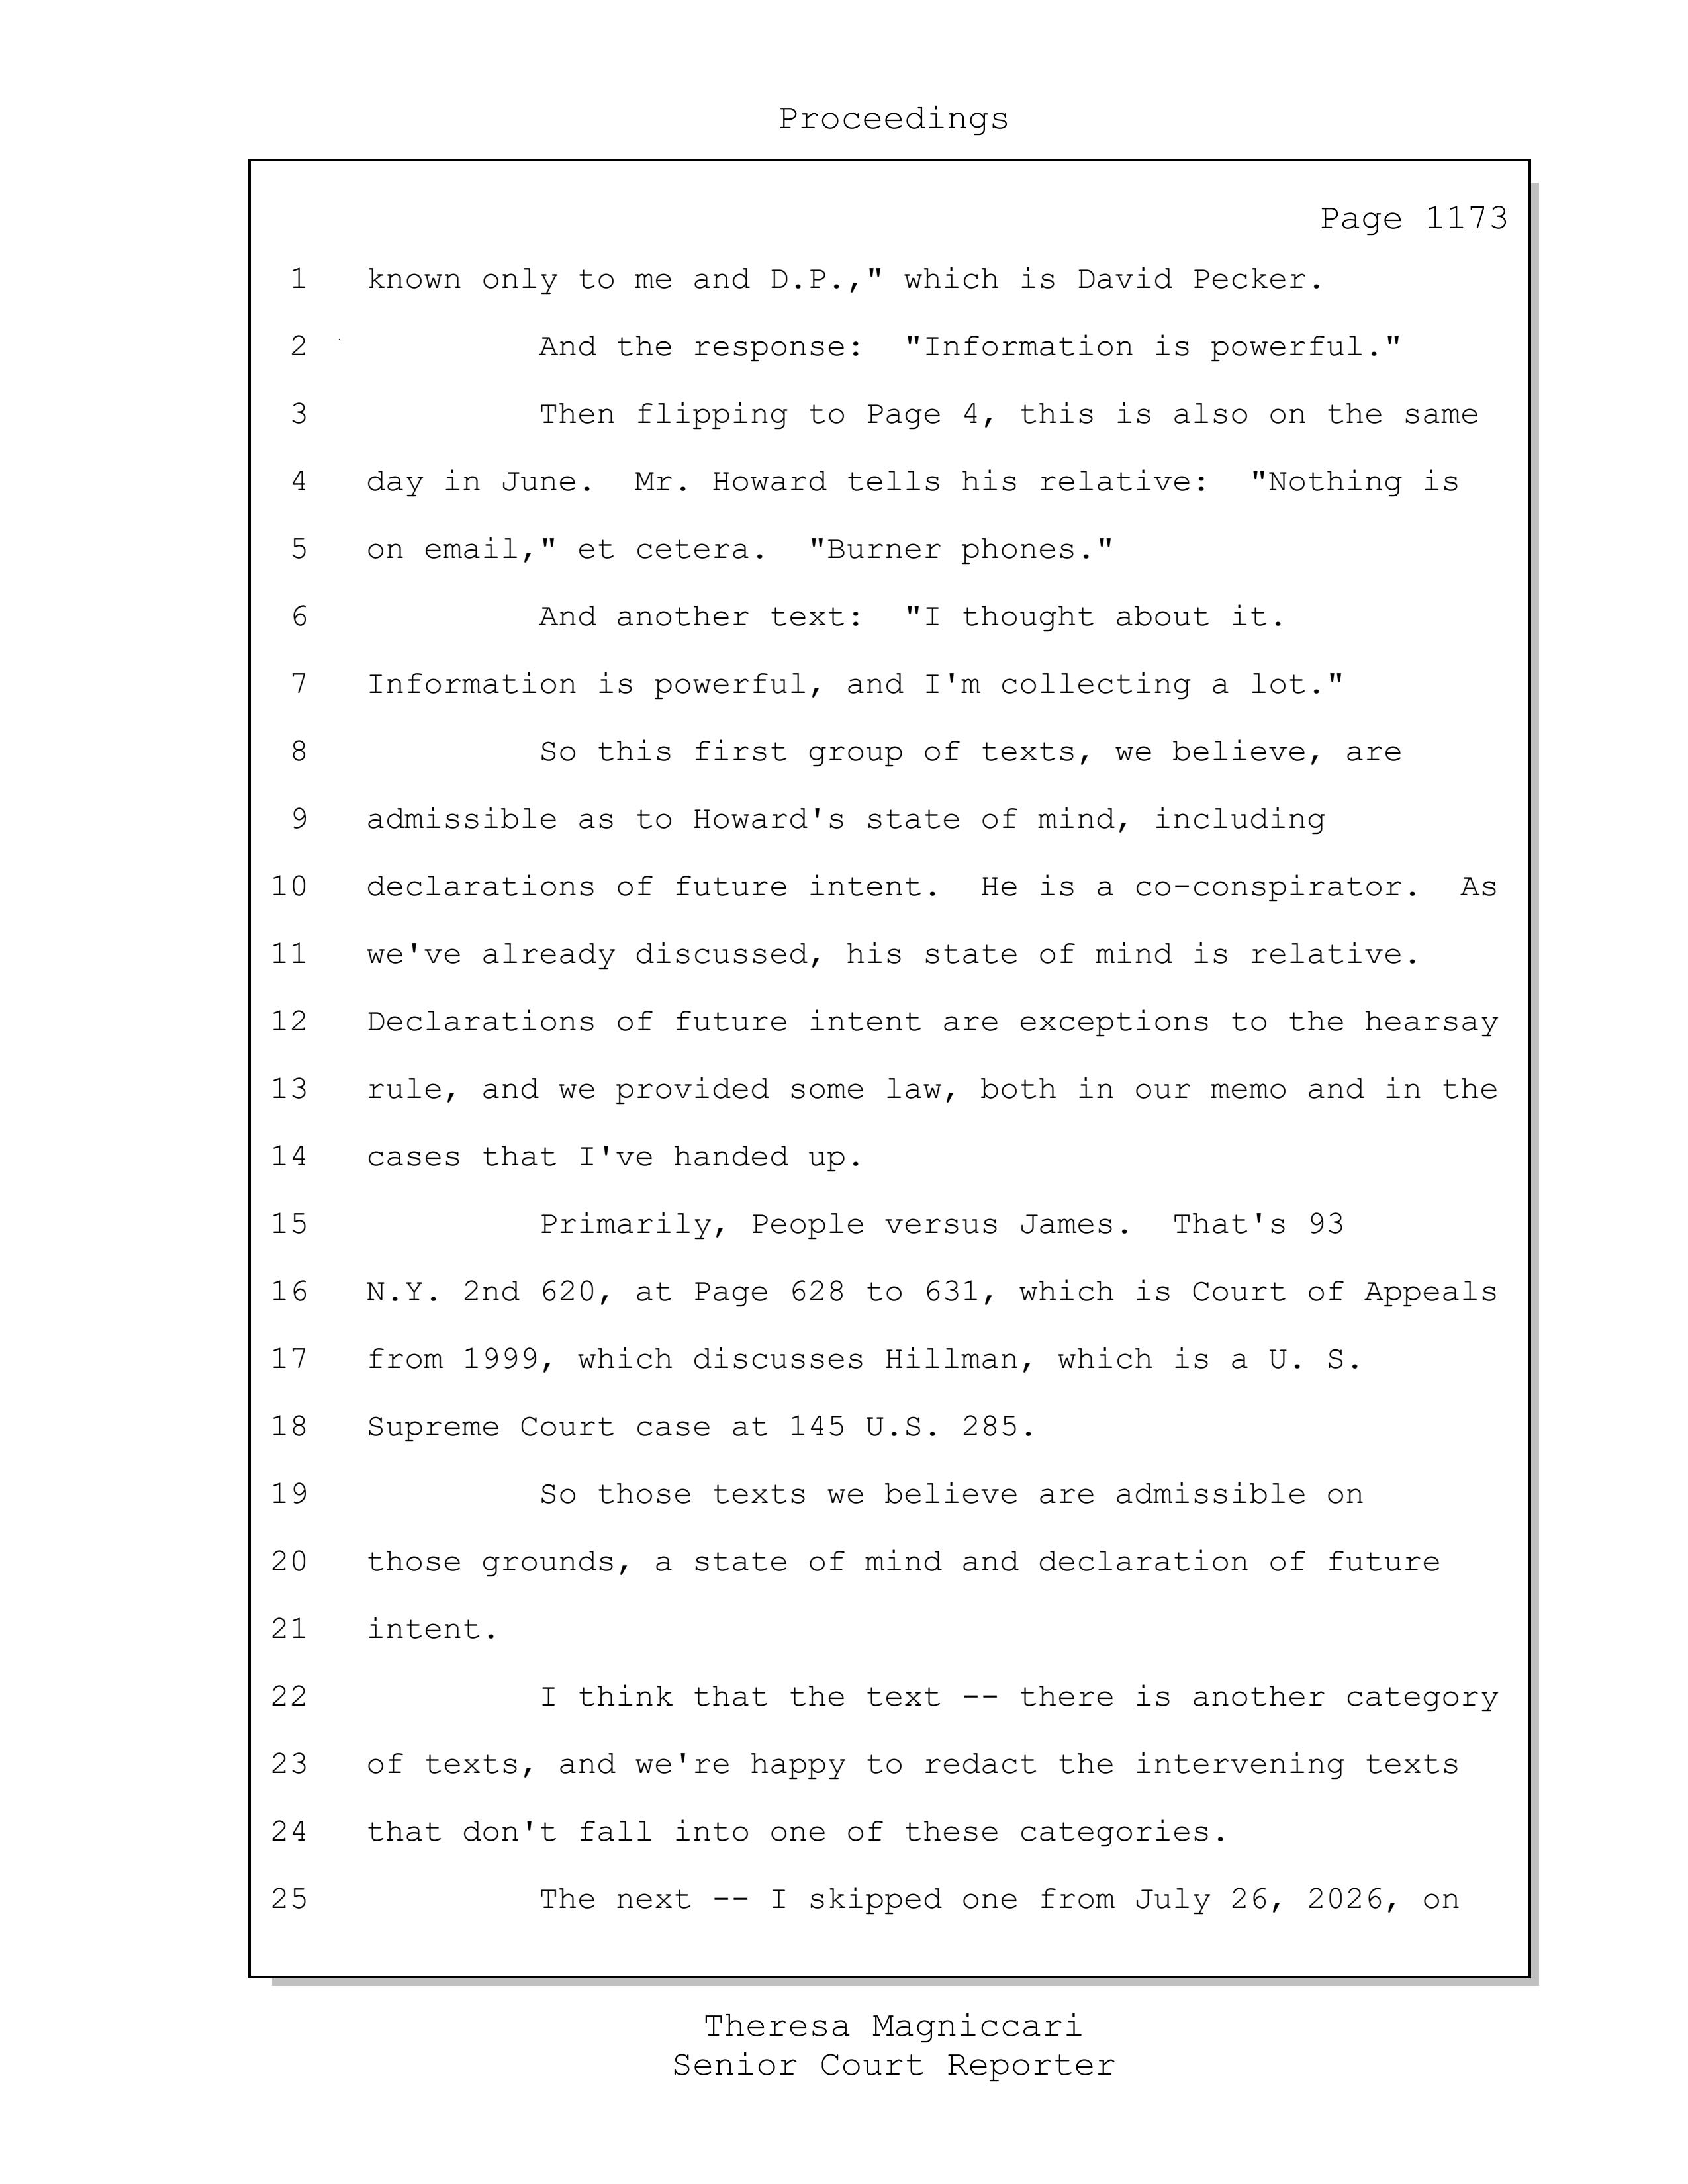 Proceedings
Page 1173
1 known only to me and D.P.," which is David Pecker.
2 And the response: "Information is powerful."
3 Then flipping to Page 4, this is also on the same
4 day in June. Mr. Howard tells his relative: "Nothing is
5 on email," et cetera. "Burner phones."
6 And another text: "I thought about it.
7 Information is powerful, and I'm collecting a lot."
8 So this first group of texts, we believe, are
9 admissible as to Howard's state of mind, including
10 declarations of future intent. He is a co-conspirator. As
11 we've already discussed, his state of mind is relative.
12 Declarations of future intent are exceptions to the hearsay
13 rule, and we provided some law, both in our memo and in the
14 cases that I've handed up.
15 Primarily, People versus James. That's 93
16 N.Y. 2nd 620, at Page 628 to 631, which is Court of Appeals
17 from 1999, which discusses Hillman, which is a U. S.
18 Supreme Court case at 145 U.S. 285.
19 So those texts we believe are admissible on
20 those grounds, a state of mind and declaration of future
21 intent.
22 I think that the text -- there is another category
23 of texts, and we're happy to redact the intervening texts
24 that don't fall into one of these categories.
25 The next -- I skipped one from July 26, 2026, on
Theresa Magniccari
Senior Court Reporter